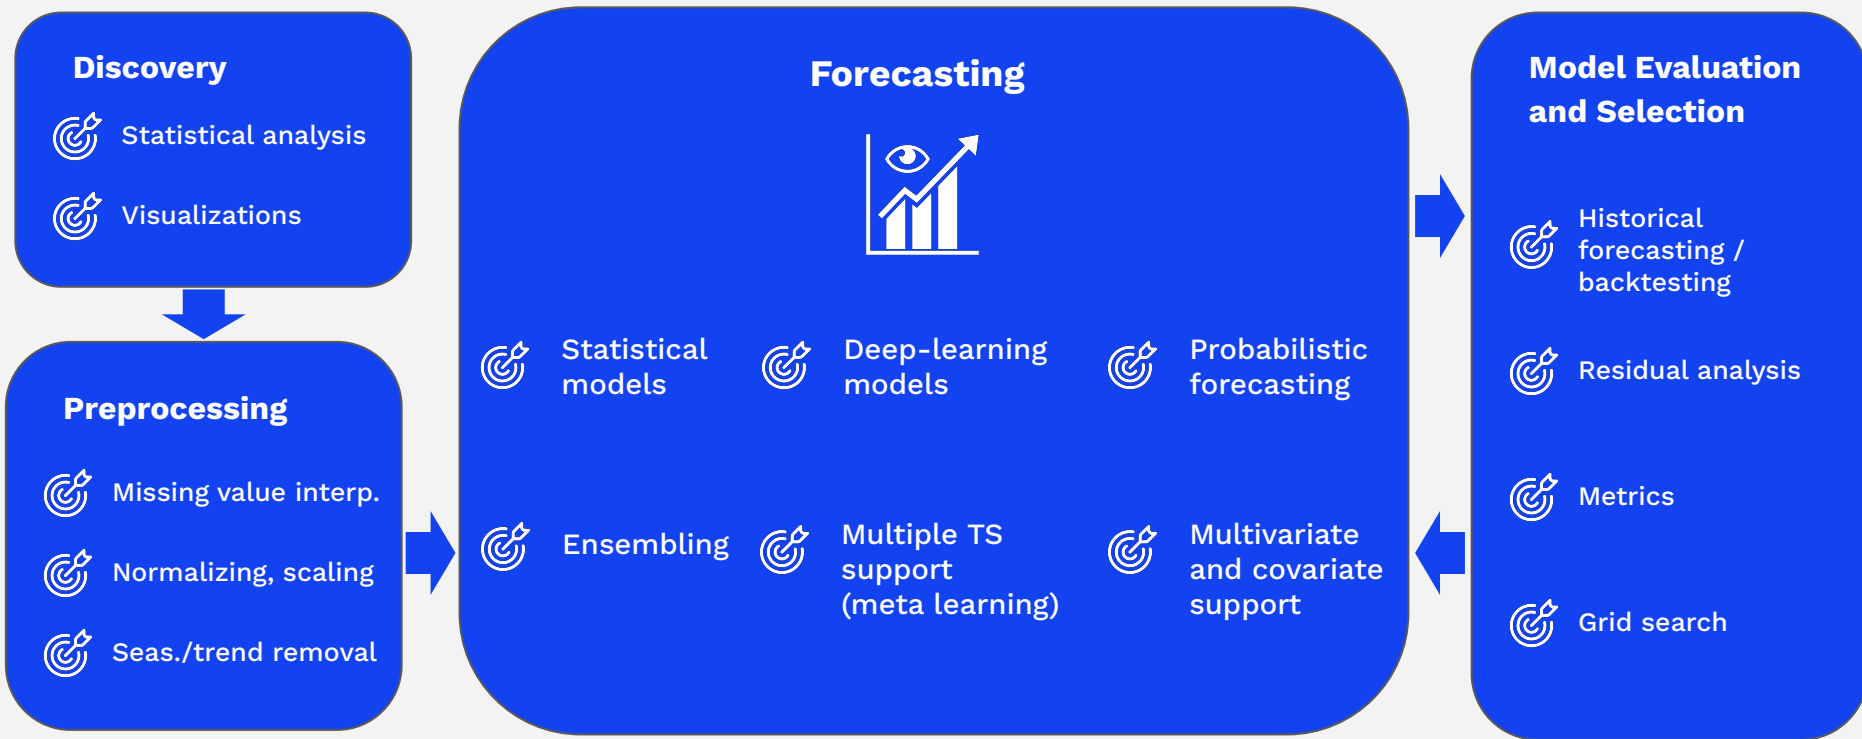 Discovery
Statistical analysis
Visualizations
Preprocessing
Missing value interp.
Normalizing, scaling
Seas./trend removal
Forecasting
Statistical
models
Deep-learning
models
Probabilistic
forecasting
Ensembling
Multiple TS
support
(meta learning)
Multivariate
and covariate
support
Model Evaluation
and Selection
Historical
forecasting /
backtesting
Residual analysis
Metrics
Grid search